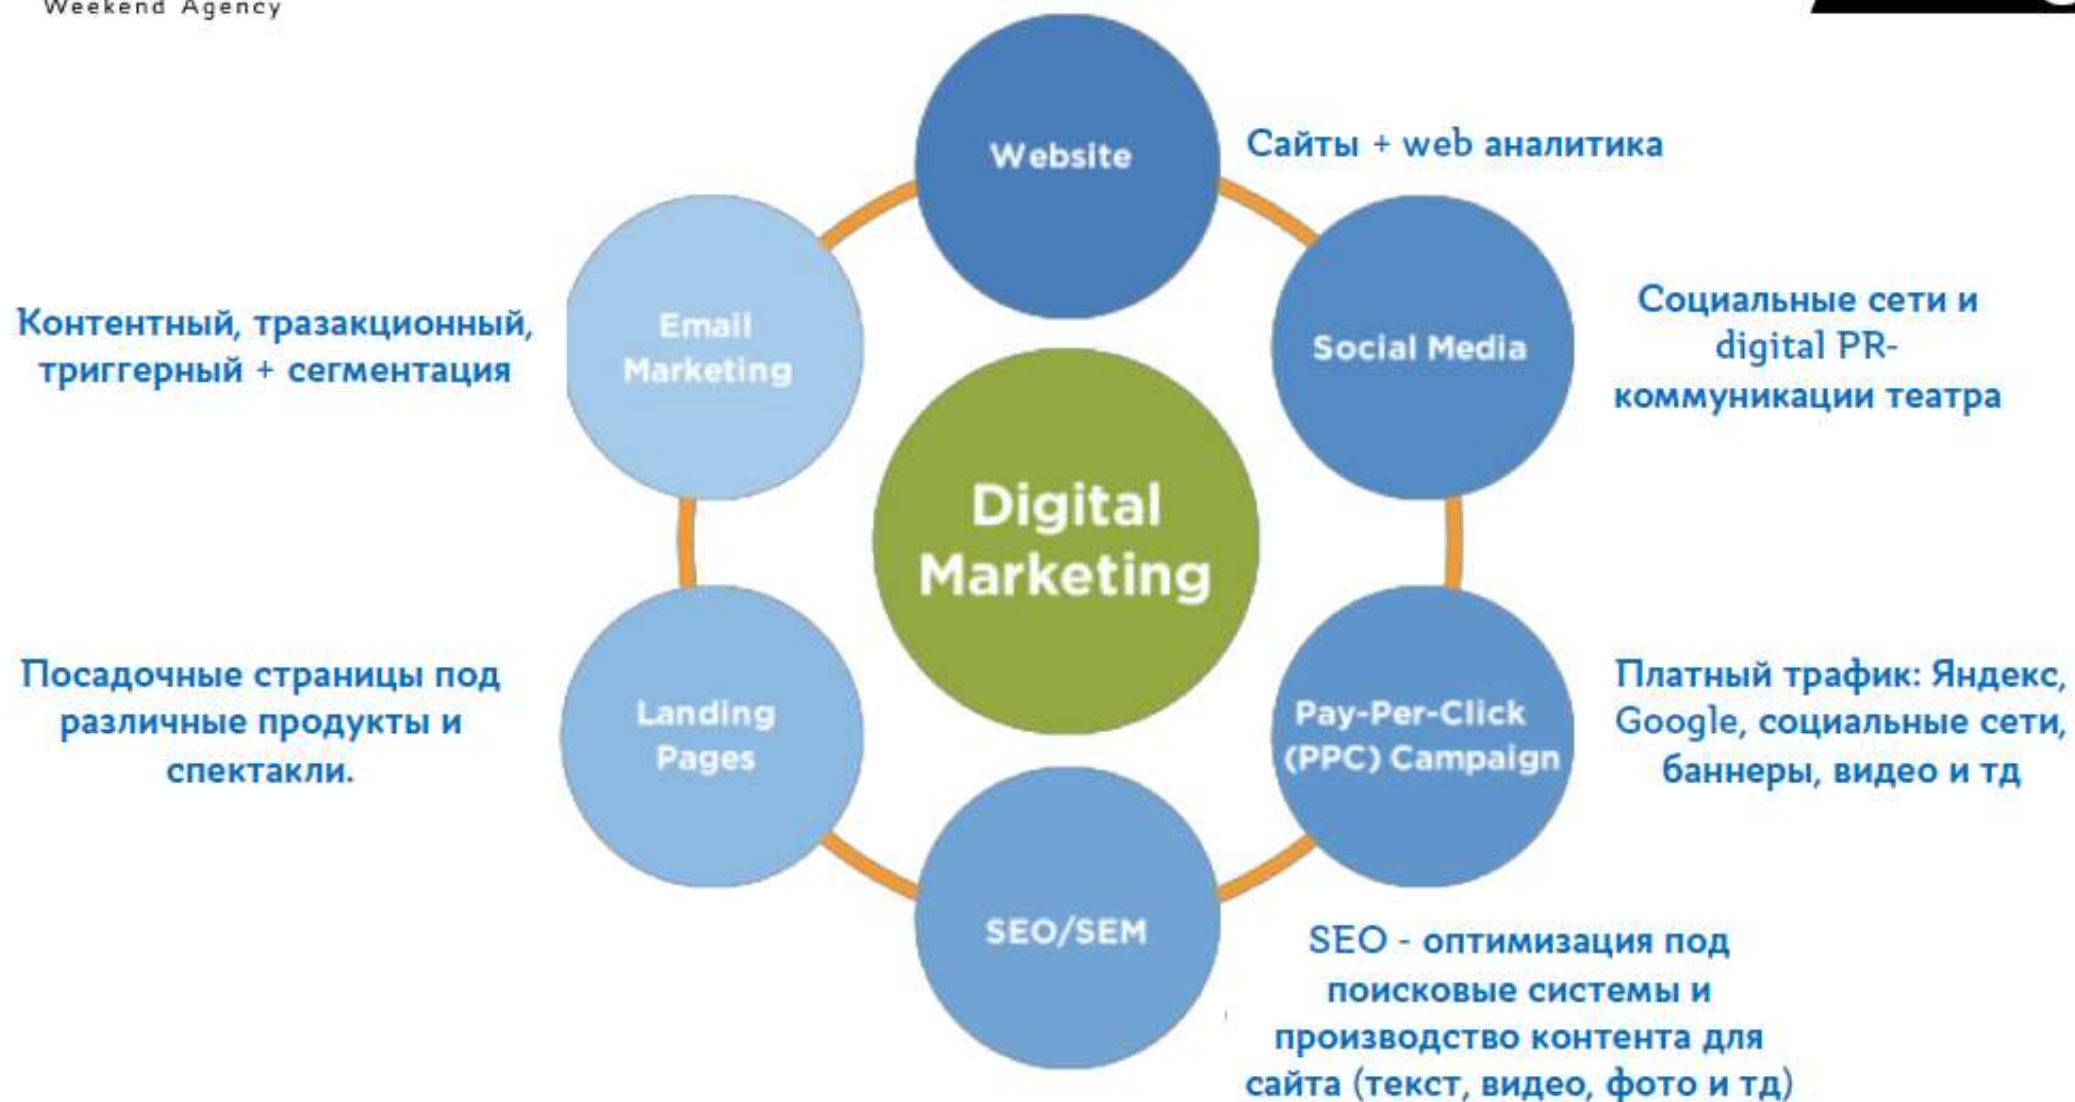 Weekend Agency
Website
Сайты + web аналитика
Email
Marketing
Контентный, тразакционный,
триггерный + сегментация
Social Media
Социальные сети и
digital PR-
коммуникации театра
Digital
Marketing
Landing
Pages
Посадочные страницы под
различные продукты и
спектакли.
Pay-Per-Click
(PPC) Campaign
Платный трафик: Яндекс,
Google, социальные сети,
баннеры, видео и тд
SEO/SEM
SEO - оптимизация под
поисковые системы и
производство контента для
сайта (текст, видео, фото и тд)